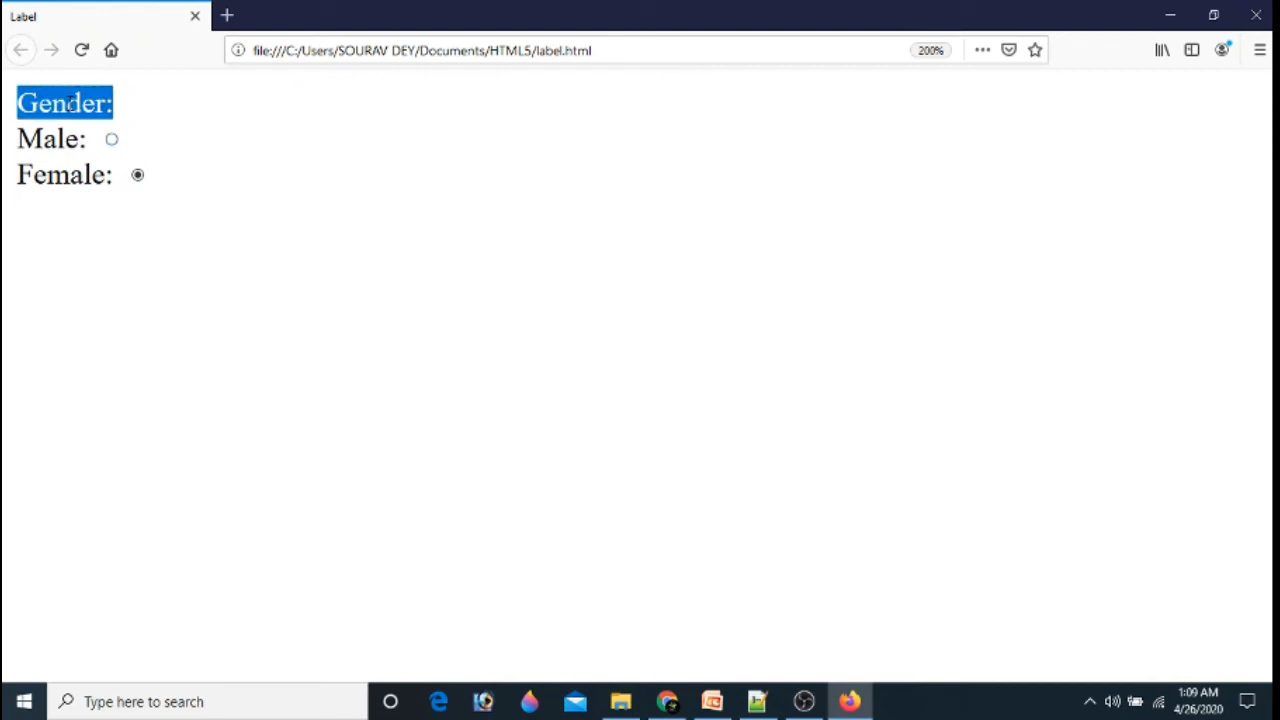 Label
file:///C:/Users/SOURAV DEY/Documents/HTML5/label.html
200%
Gender:
Male:
Female:
Type here to search
1:09 AM
4/26/2020